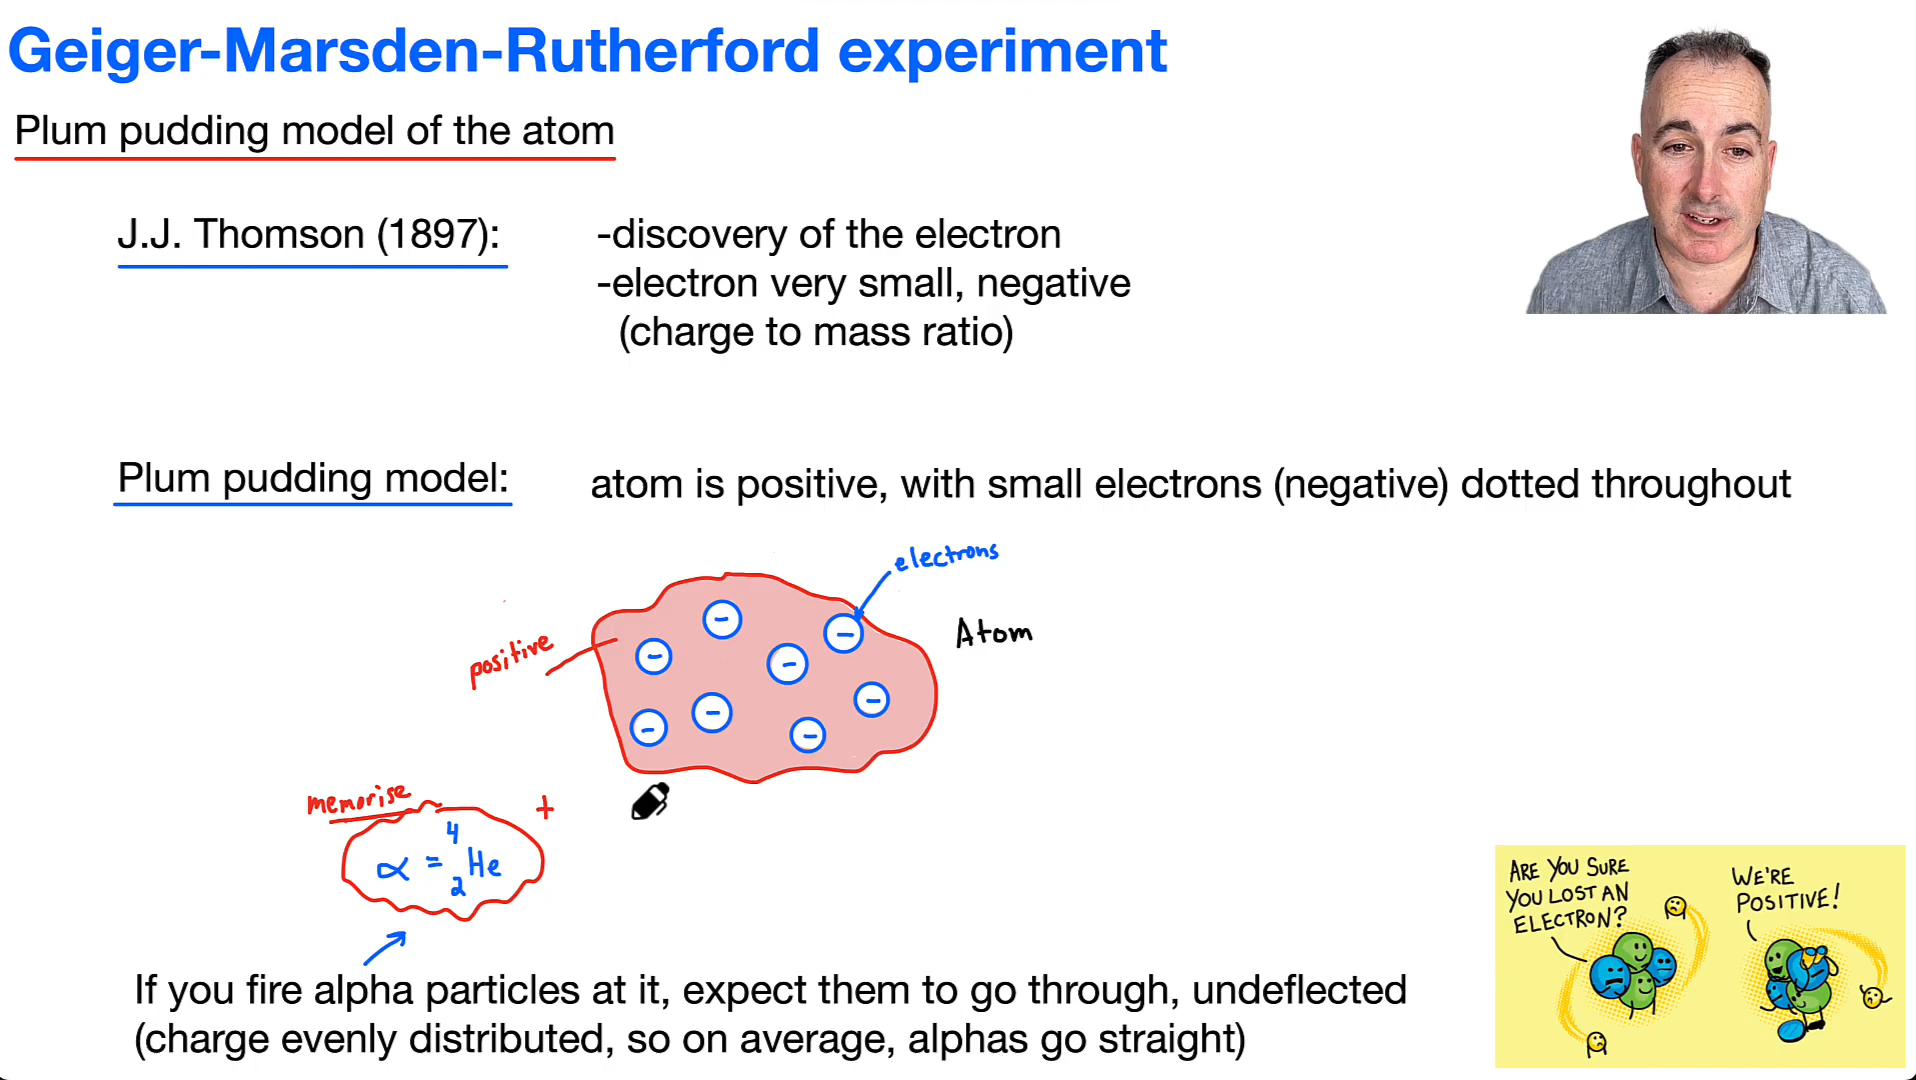 Geiger-Marsden-Rutherford experiment
Plum pudding model of the atom
J.J. Thomson (1897):
-discovery of the electron
-electron very small, negative
(charge to mass ratio)
Plum pudding model:
atom is positive, with small electrons (negative) dotted throughout
electrons
Atom
positive
memorise
+
α = ⁴₂He
If you fire alpha particles at it, expect them to go through, undeflected
(charge evenly distributed, so on average, alphas go straight)
ARE YOU SURE
YOU LOST AN
ELECTRON?
WE'RE
POSITIVE!